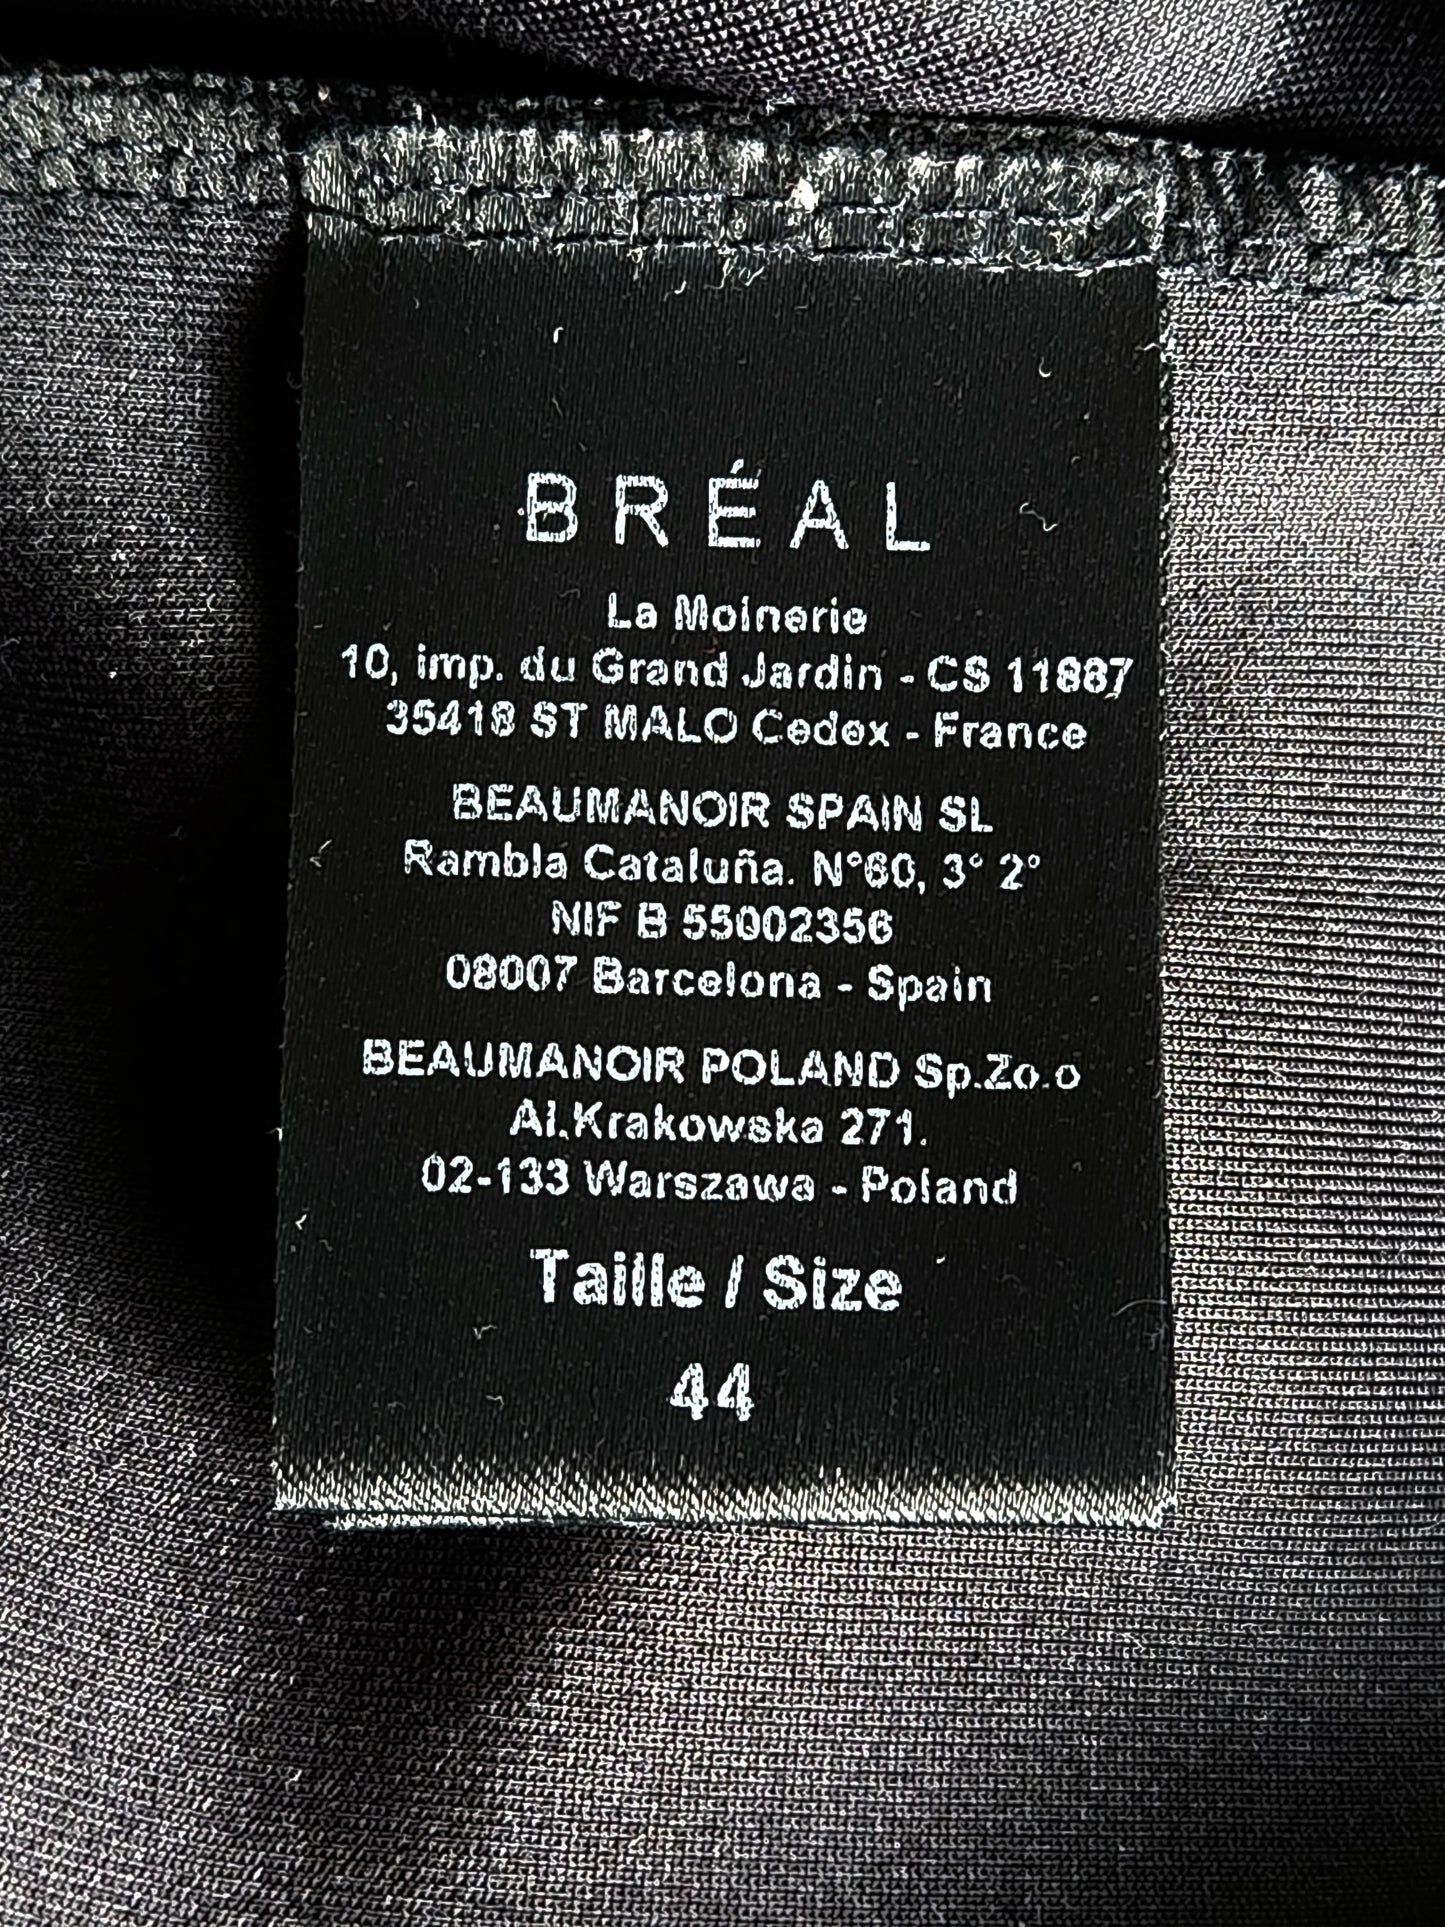 BRÉAL
La Moinerie
10, imp. du Grand Jardin - CS 11887
35418 ST MALO Cedex - France
BEAUMANOIR SPAIN SL
Rambla Cataluña. N°60, 3° 2°
NIF B 55002356
08007 Barcelona - Spain
BEAUMANOIR POLAND Sp.Zo.o
Al.Krakowska 271.
02-133 Warszawa - Poland
Taille / Size
44